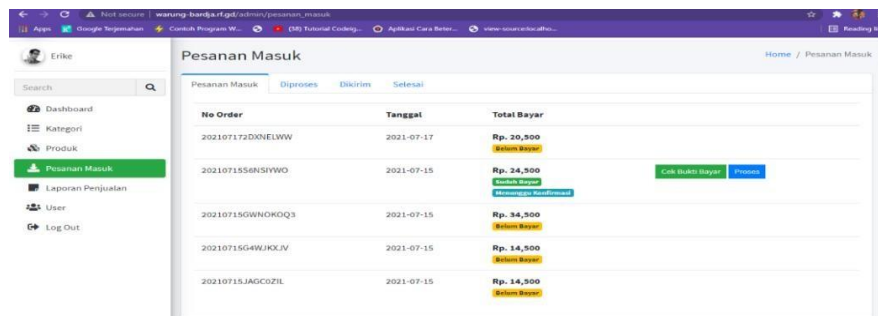 Not secure | warung-bardja.rf.gd/admin/pesanan_masuk
Apps Google Terjemahan Contoh Program W... (38) Tutorial CodeIg... Aplikasi Cara Beter... view-source:localho... Reading
Erike
Pesanan Masuk
Home / Pesanan Masuk
Search
Dashboard
Kategori
Produk
Pesanan Masuk
Laporan Penjualan
User
Log Out
Pesanan Masuk Diproses Dikirim Selesai
No Order Tanggal Total Bayar
202107172DXNELWW 2021-07-17 Rp. 20,500
Belum Bayar
2021-07-15 Rp. 24,500 Cek Bukti Bayar Proses
Sudah Bayar
Menunggu Konfirmasi
20210715GWNOKOQ3 2021-07-15 Rp. 34,500
Belum Bayar
20210715G4WJKXJV 2021-07-15 Rp. 14,500
Belum Bayar
20210715JAGC0ZIL 2021-07-15 Rp. 14,500
Belum Bayar